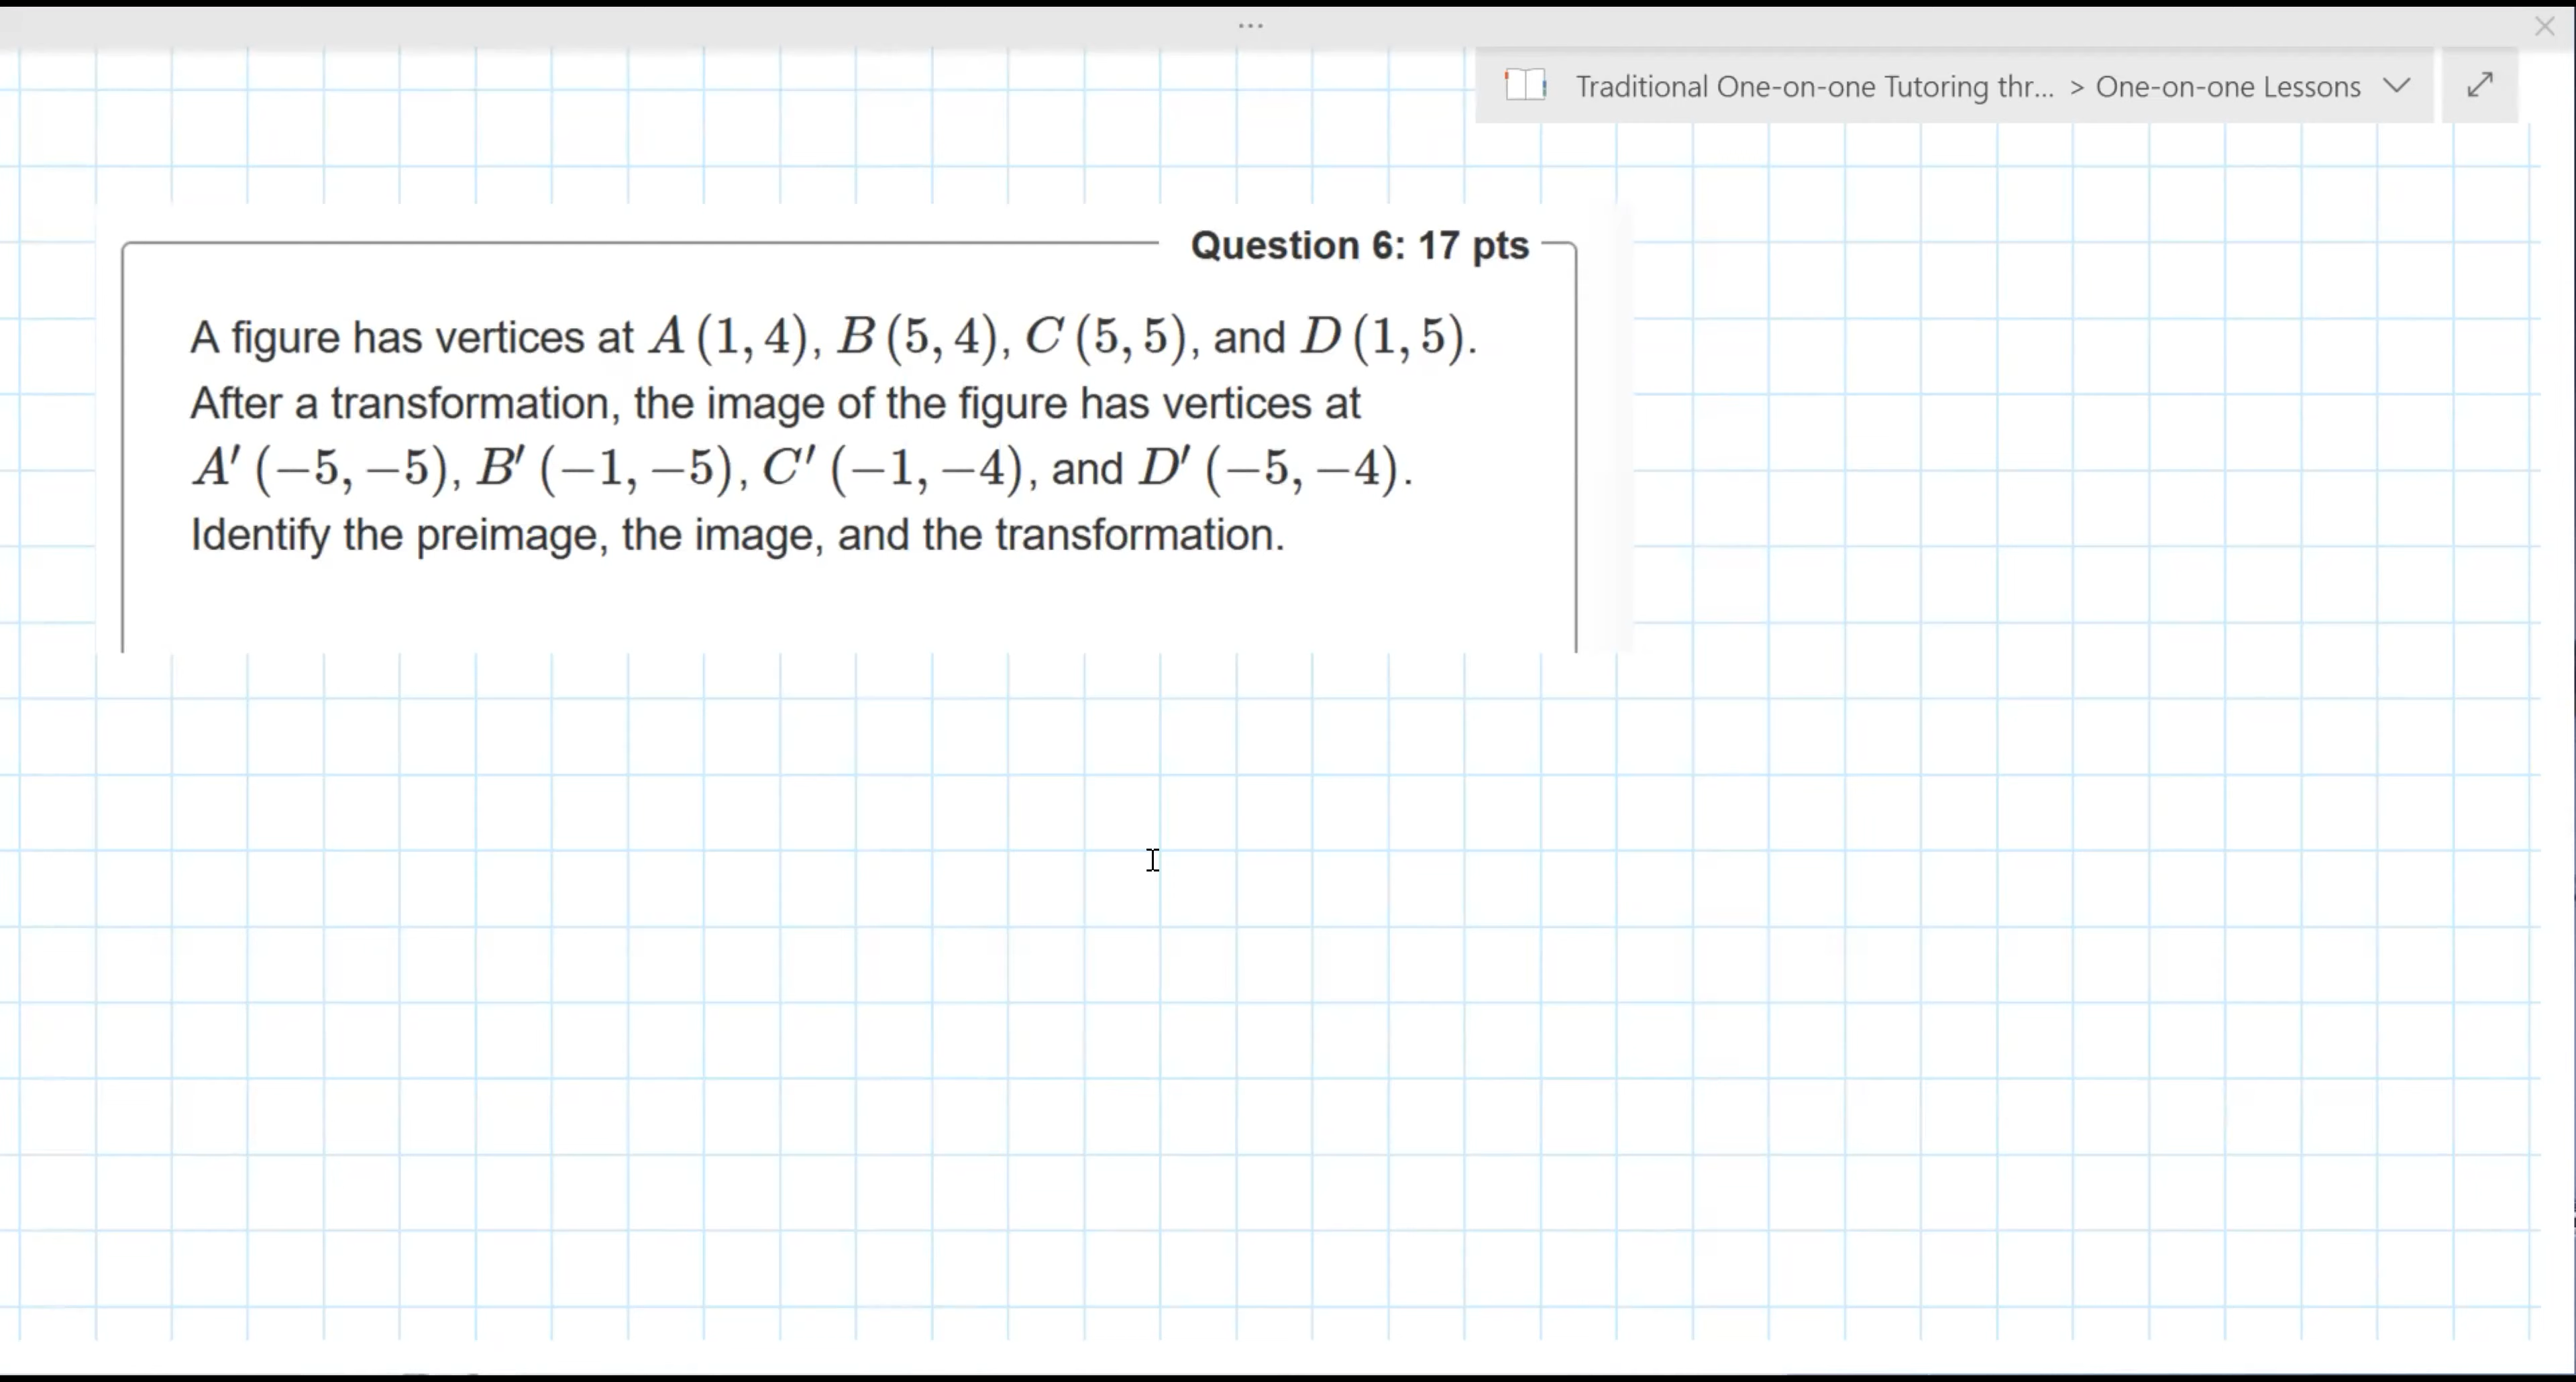 ...
Traditional One-on-one Tutoring thr... > One-on-one Lessons
Question 6: 17 pts
A figure has vertices at A (1, 4), B (5, 4), C (5, 5), and D (1, 5).
After a transformation, the image of the figure has vertices at
A′ (−5, −5), B′ (−1, −5), C′ (−1, −4), and D′ (−5, −4).
Identify the preimage, the image, and the transformation.